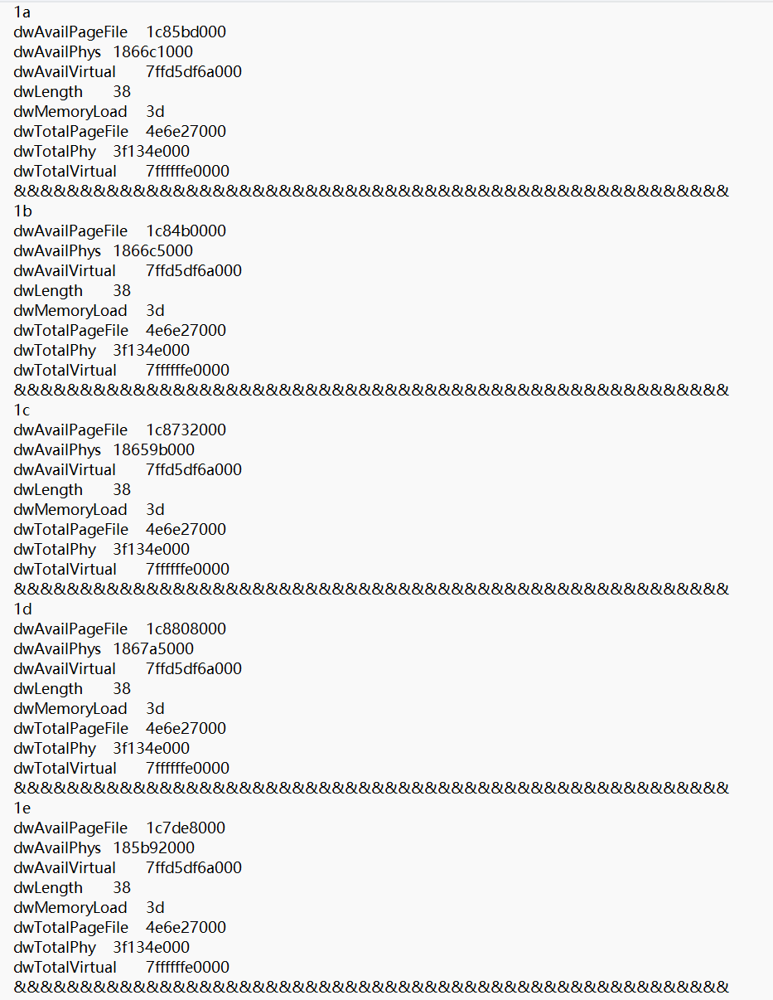 1a
dwAvailPageFile 1c85bd000
dwAvailPhys 1866c1000
dwAvailVirtual 7ffd5df6a000
dwLength 38
dwMemoryLoad 3d
dwTotalPageFile 4e6e27000
dwTotalPhy 3f134e000
dwTotalVirtual 7ffffffe0000
&&&&&&&&&&&&&&&&&&&&&&&&&&&&&&&&&&&&&&&&&&&&&&&&&&&&&&
1b
dwAvailPageFile 1c84b0000
dwAvailPhys 1866c5000
dwAvailVirtual 7ffd5df6a000
dwLength 38
dwMemoryLoad 3d
dwTotalPageFile 4e6e27000
dwTotalPhy 3f134e000
dwTotalVirtual 7ffffffe0000
&&&&&&&&&&&&&&&&&&&&&&&&&&&&&&&&&&&&&&&&&&&&&&&&&&&&&&
1c
dwAvailPageFile 1c8732000
dwAvailPhys 18659b000
dwAvailVirtual 7ffd5df6a000
dwLength 38
dwMemoryLoad 3d
dwTotalPageFile 4e6e27000
dwTotalPhy 3f134e000
dwTotalVirtual 7ffffffe0000
&&&&&&&&&&&&&&&&&&&&&&&&&&&&&&&&&&&&&&&&&&&&&&&&&&&&&&
1d
dwAvailPageFile 1c8808000
dwAvailPhys 1867a5000
dwAvailVirtual 7ffd5df6a000
dwLength 38
dwMemoryLoad 3d
dwTotalPageFile 4e6e27000
dwTotalPhy 3f134e000
dwTotalVirtual 7ffffffe0000
&&&&&&&&&&&&&&&&&&&&&&&&&&&&&&&&&&&&&&&&&&&&&&&&&&&&&&
1e
dwAvailPageFile 1c7de8000
dwAvailPhys 185b92000
dwAvailVirtual 7ffd5df6a000
dwLength 38
dwMemoryLoad 3d
dwTotalPageFile 4e6e27000
dwTotalPhy 3f134e000
dwTotalVirtual 7ffffffe0000
&&&&&&&&&&&&&&&&&&&&&&&&&&&&&&&&&&&&&&&&&&&&&&&&&&&&&&